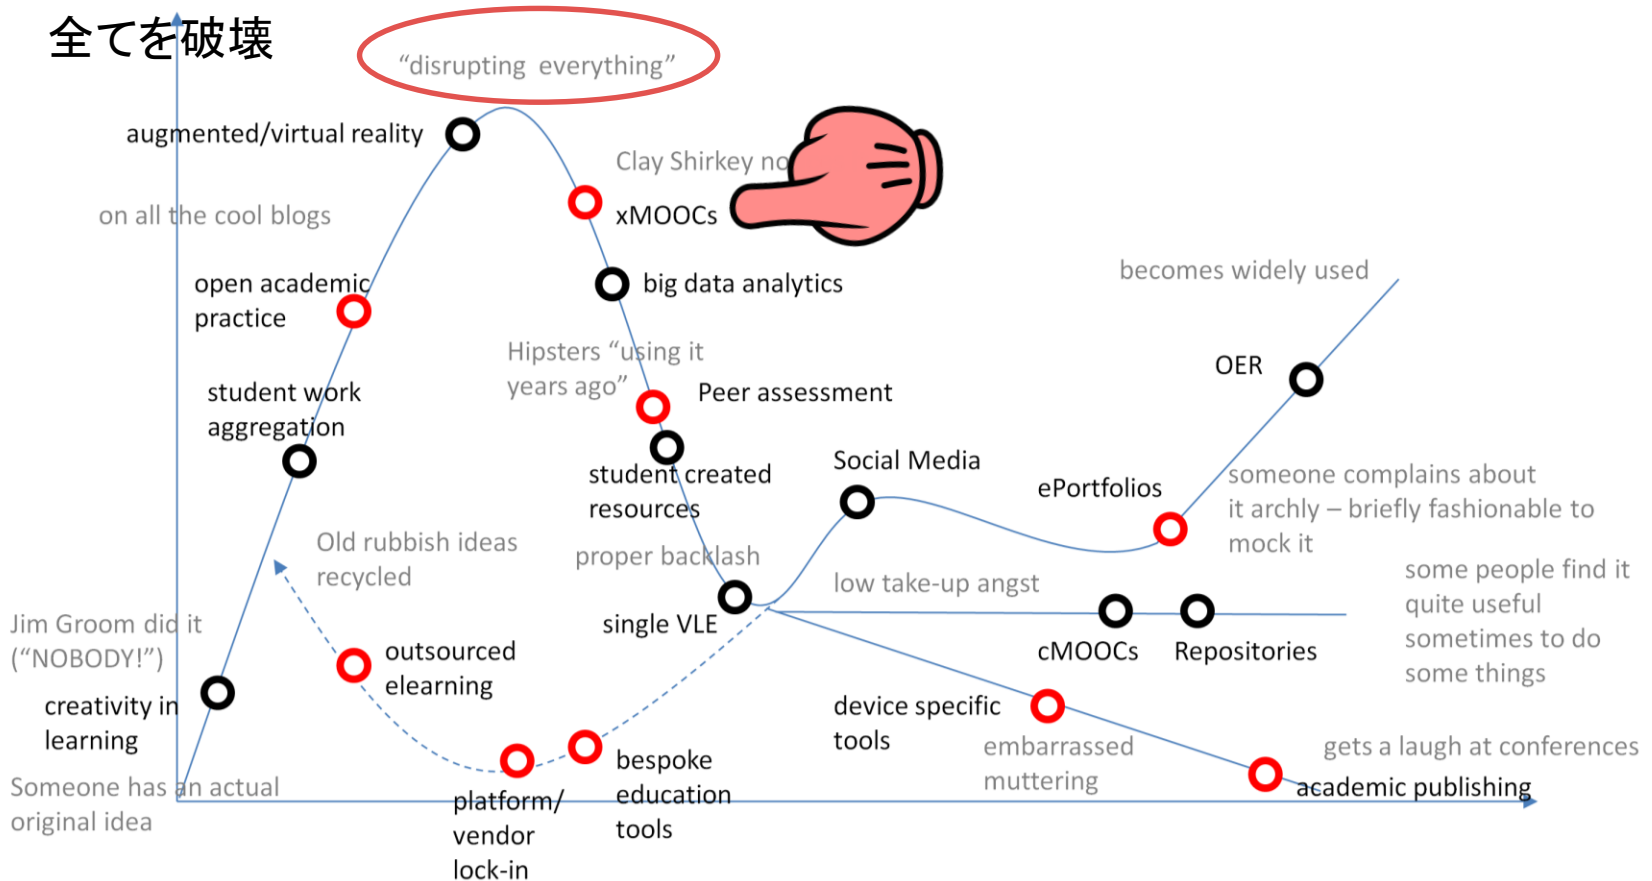 全てを破壊
“disrupting everything”
augmented/virtual reality
Clay Shirkey no
xMOOCs
on all the cool blogs
open academic
practice
big data analytics
becomes widely used
Hipsters “using it
years ago”
OER
student work
aggregation
Peer assessment
Social Media
student created
resources
ePortfolios
someone complains about
it archly – briefly fashionable to
mock it
Old rubbish ideas
recycled
proper backlash
low take-up angst
some people find it
quite useful
sometimes to do
some things
Jim Groom did it
(“NOBODY!”)
single VLE
outsourced
elearning
cMOOCs
Repositories
creativity in
learning
device specific
tools
embarrassed
muttering
gets a laugh at conferences
bespoke
education
tools
academic publishing
Someone has an actual
original idea
platform/
vendor
lock-in